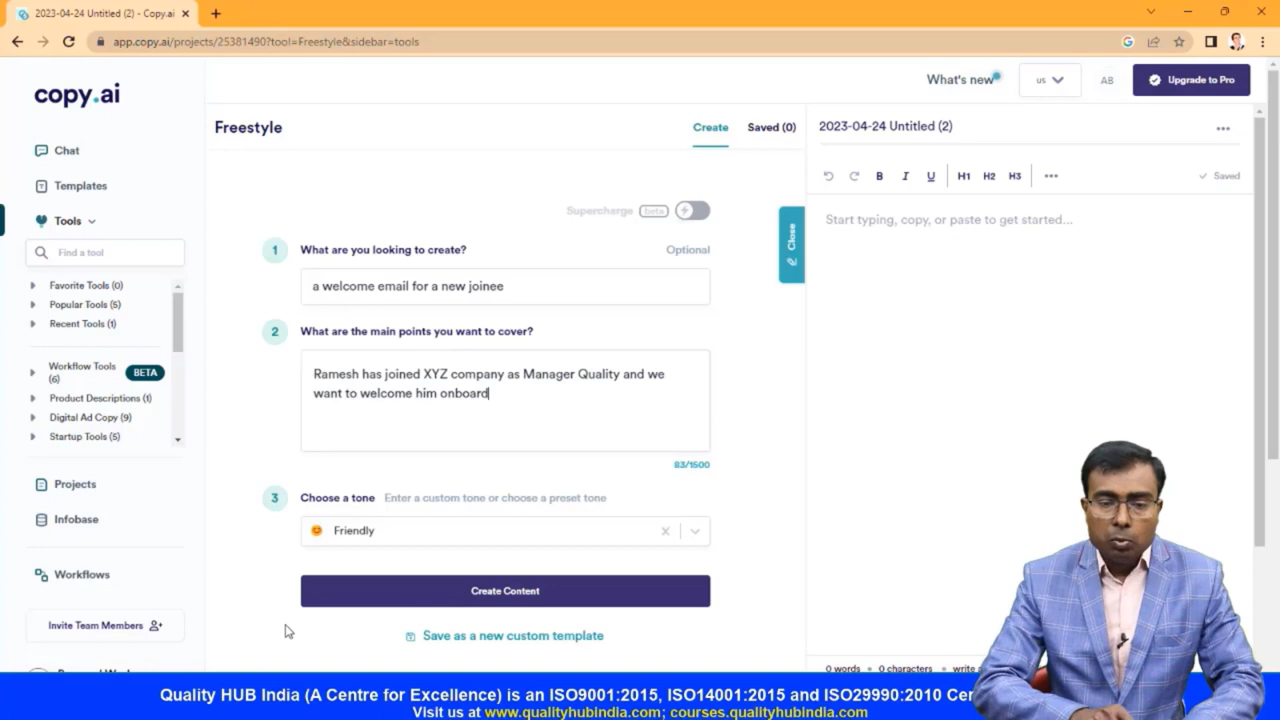 2023-04-24 Untitled (2) - Copy.ai
app.copy.ai/projects/25381490?tool=Freestyle&sidebar=tools
copy.ai
What's new
us
AB
Upgrade to Pro
Chat
Templates
Tools
Find a tool
Favorite Tools (0)
Popular Tools (5)
Recent Tools (1)
Workflow Tools
(6)
BETA
Product Descriptions (1)
Digital Ad Copy (9)
Startup Tools (5)
Projects
Infobase
Workflows
Invite Team Members
Freestyle
Create
Saved (0)
Supercharge beta
1 What are you looking to create? Optional
a welcome email for a new joinee
2 What are the main points you want to cover?
Ramesh has joined XYZ company as Manager Quality and we
want to welcome him onboard
83/1500
3 Choose a tone Enter a custom tone or choose a preset tone
Friendly
Create Content
Save as a new custom template
Close
2023-04-24 Untitled (2)
B I U H1 H2 H3
Saved
Start typing, copy, or paste to get started...
0 words 0 characters write
Quality HUB India (A Centre for Excellence) is an ISO9001:2015, ISO14001:2015 and ISO29990:2010 Cer
Visit us at www.qualityhubindia.com; courses.qualityhubindia.com